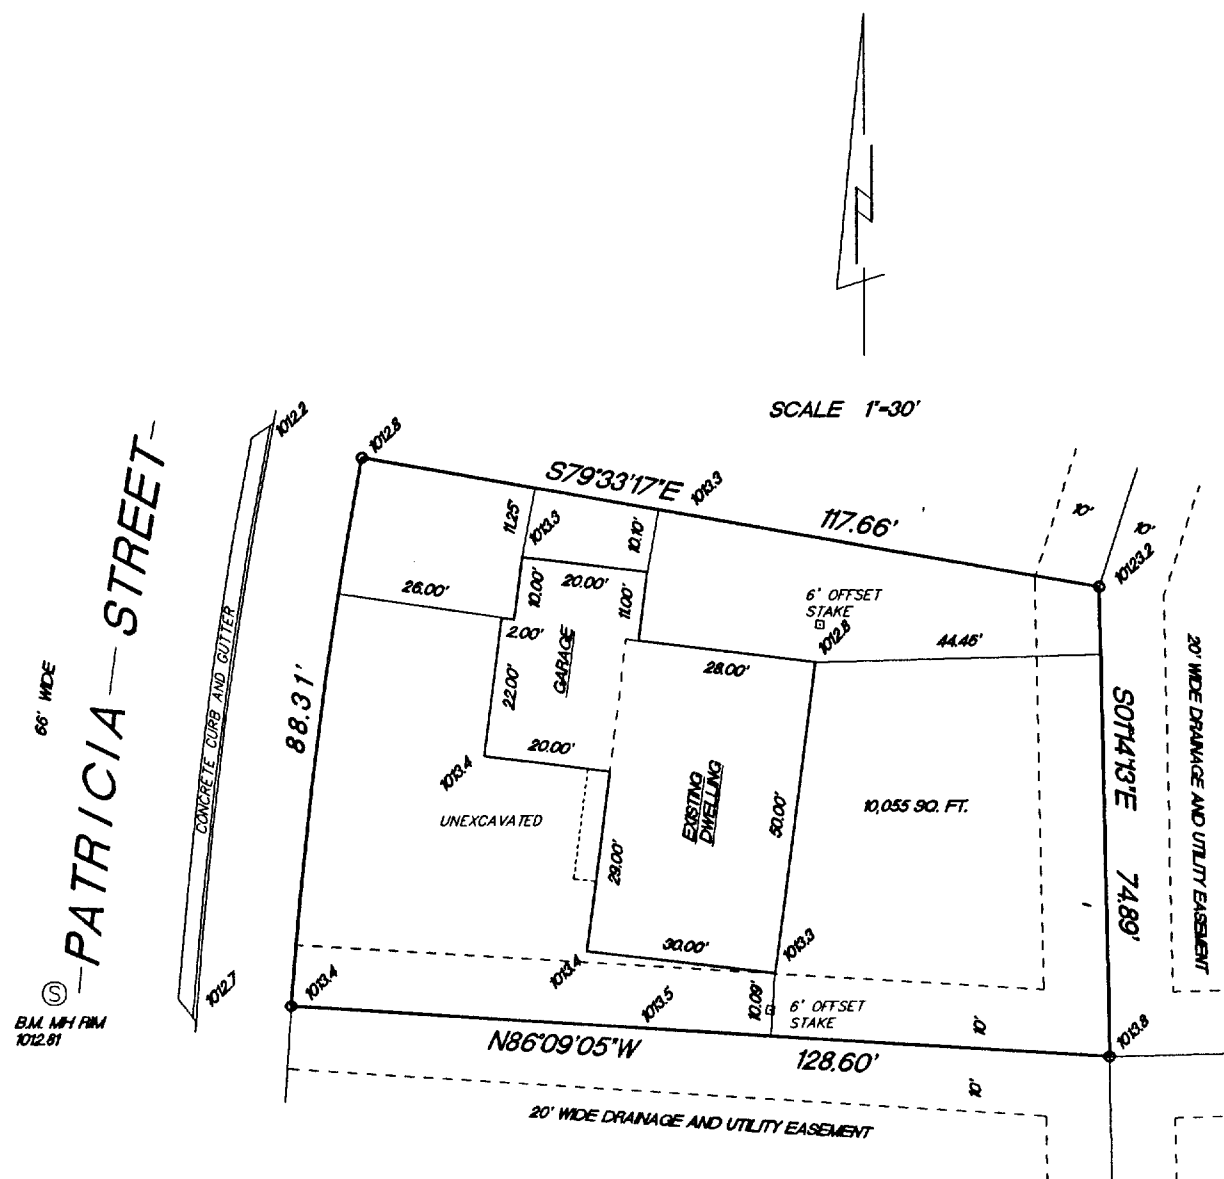 SCALE 1"=30'
1012.2
1012.8
S79°33'17"E
1013.3
117.66'
10'
10'
10123.2
11.25'
1013.3
10.10'
26.00'
10.00'
20.00'
11.00'
6' OFFSET
STAKE
1012.8
44.46'
2.00'
GARAGE
22.00'
28.00'
20.00'
1013.4
UNEXCAVATED
EXISTING
DWELLING
50.00'
29.00'
10,055 SQ. FT.
S01°14'13"E
74.89'
20' WIDE DRAINAGE AND UTILITY EASEMENT
88.31'
CONCRETE CURB AND GUTTER
66' WIDE
PATRICIA STREET
S
B.M. MH RIM
1012.81
1012.7
1013.4
1013.4
30.00'
1013.3
1013.5
10.09'
6' OFFSET
STAKE
10'
1013.8
N86°09'05"W
128.60'
10'
20' WIDE DRAINAGE AND UTILITY EASEMENT